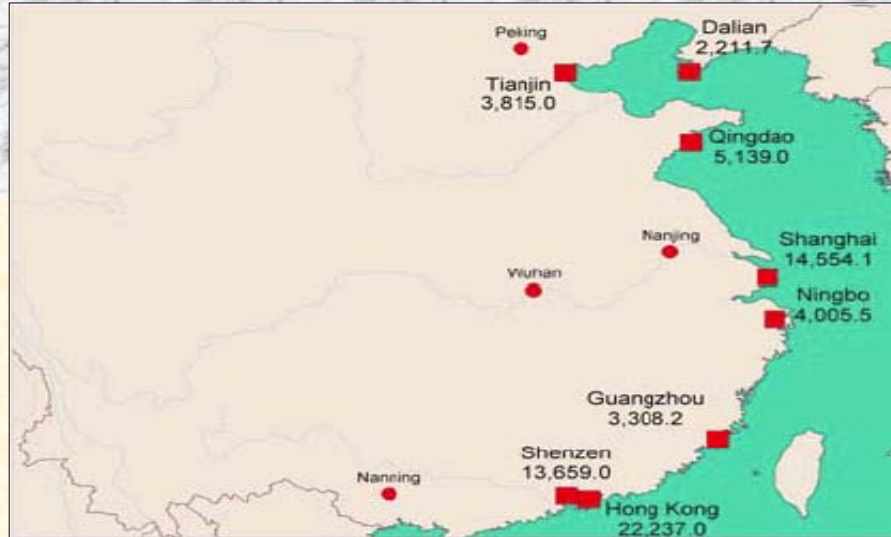 Peking
Dalian
2,211.7
Tianjin
3,815.0
Qingdao
5,139.0
Nanjing
Shanghai
14,554.1
Wuhan
Ningbo
4,005.5
Guangzhou
3,308.2
Shenzen
13,659.0
Nanning
Hong Kong
22,237.0